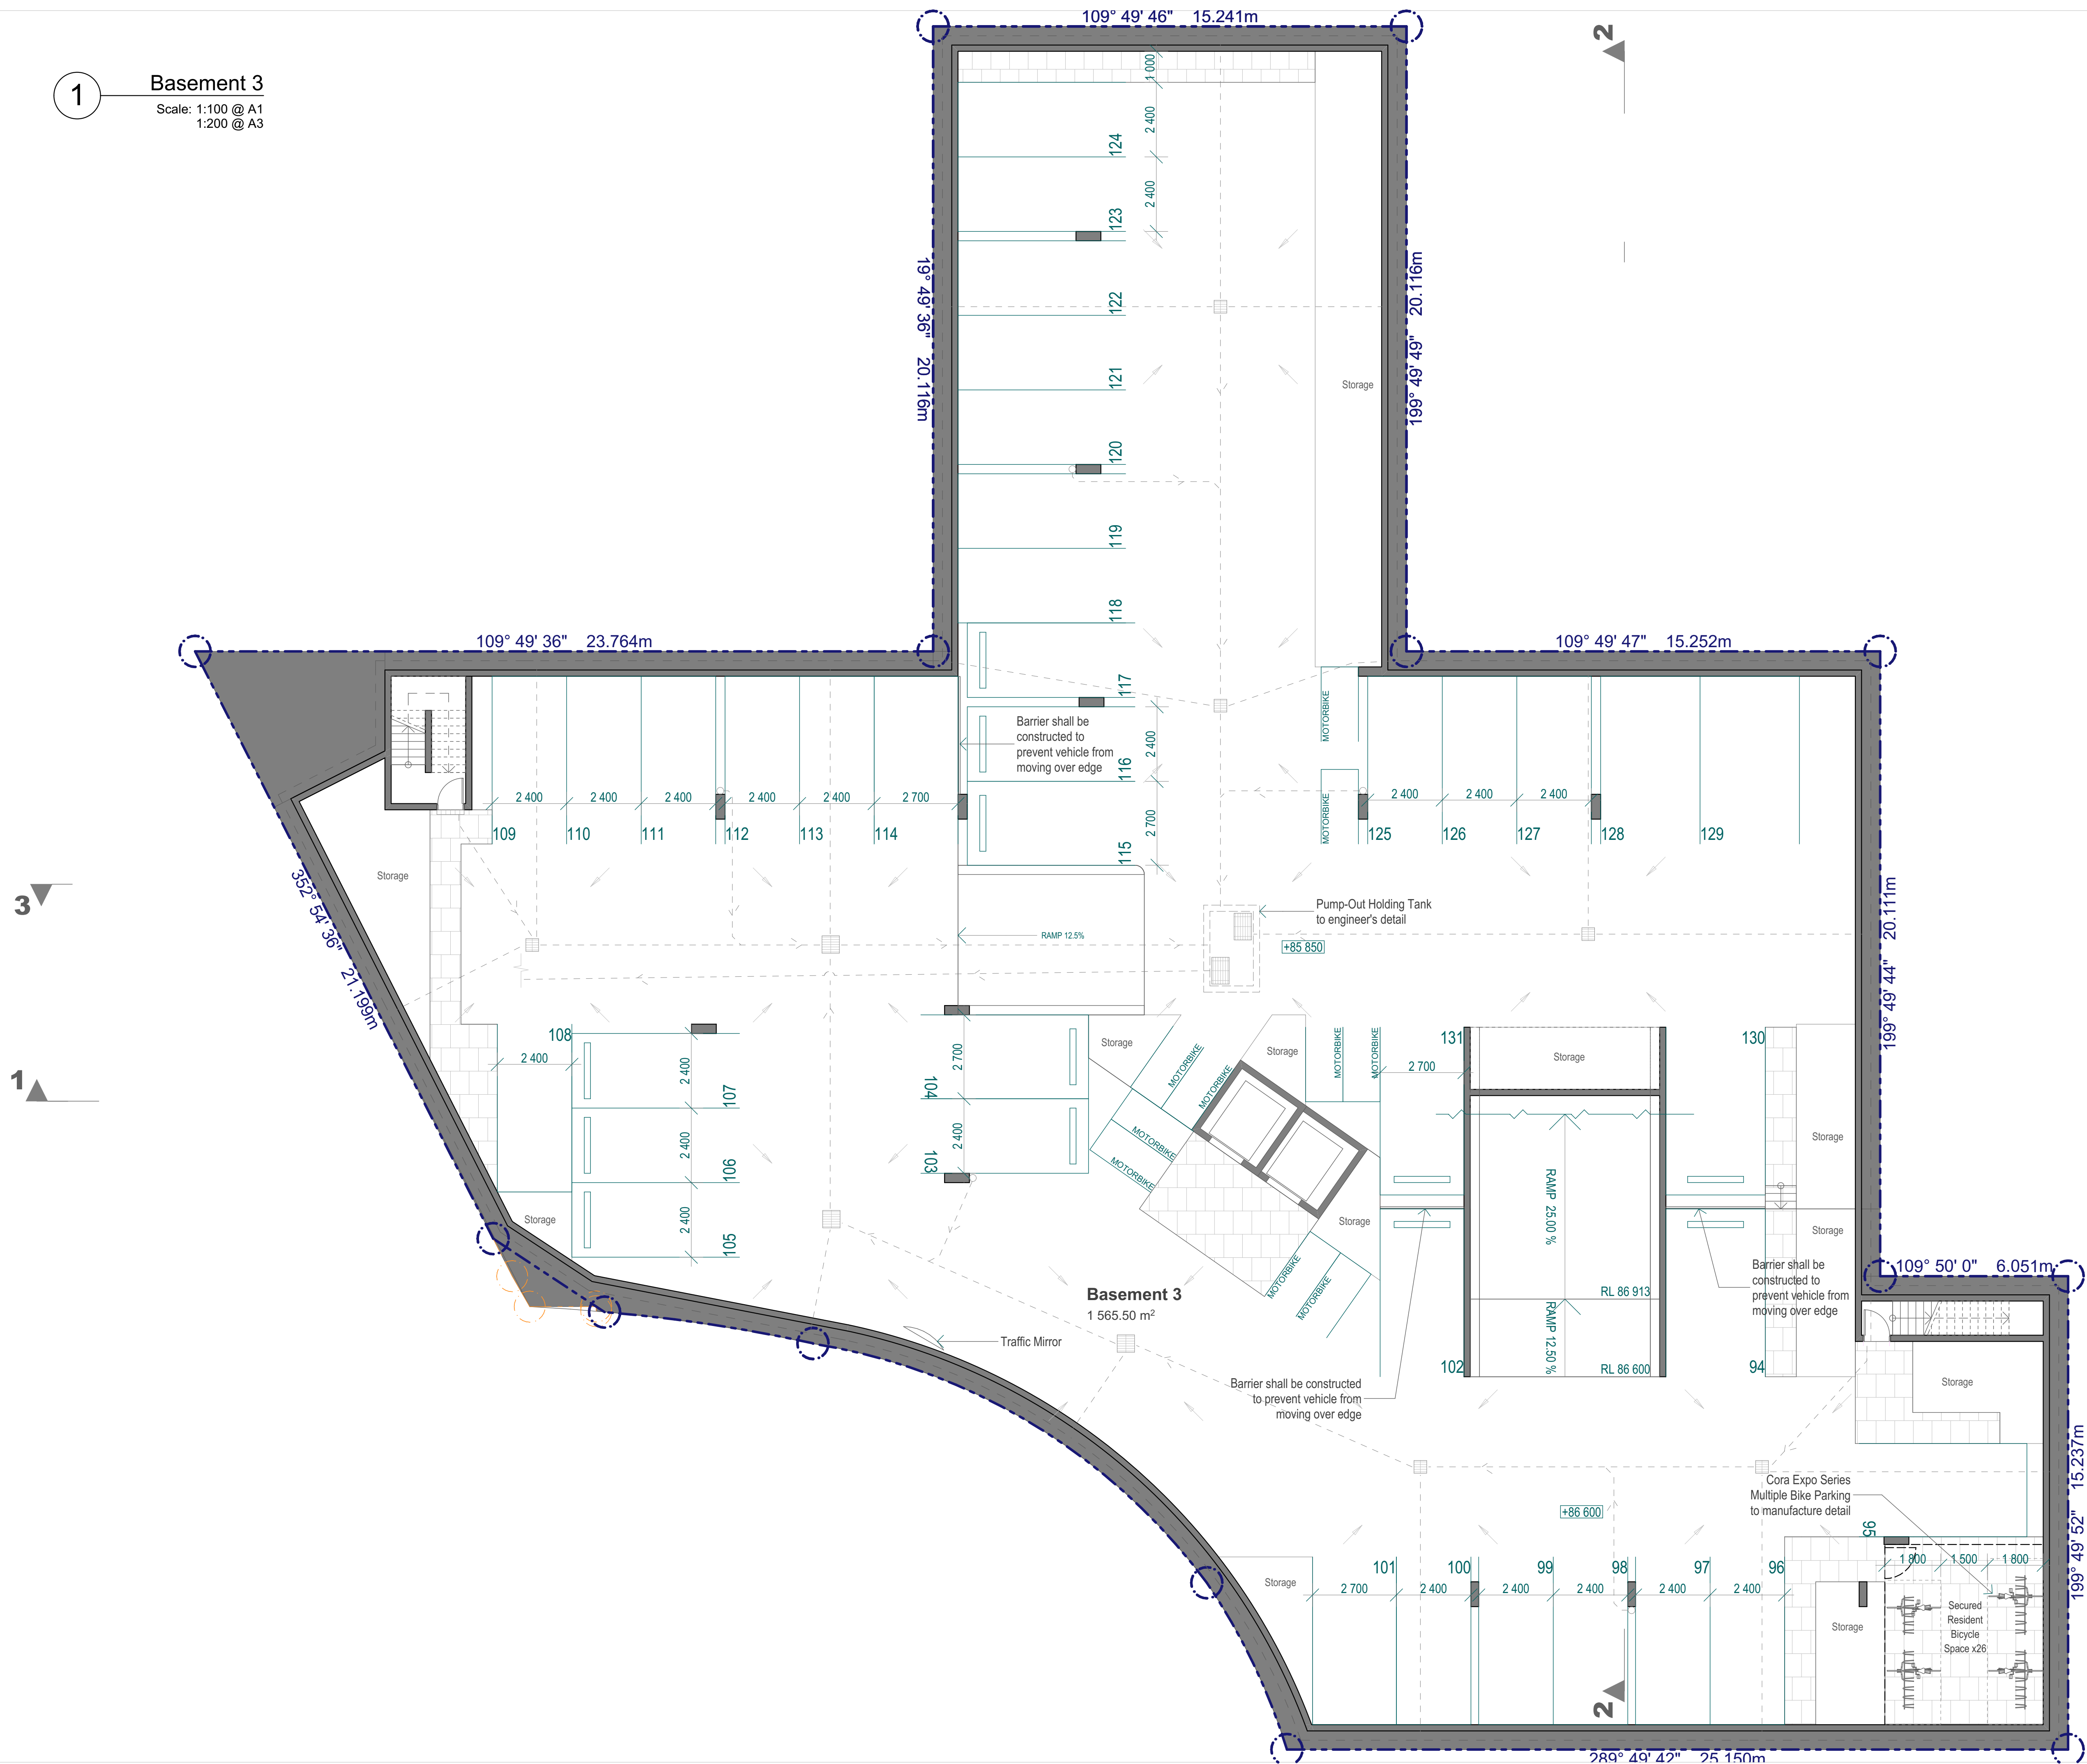 109° 49' 46" 15.241m
2
1
Basement 3
Scale: 1:100 @ A1
1:200 @ A3
1 000
2 400
124
2 400
123
19° 49' 36" 20.116m
199° 49' 49" 20.116m
122
121
Storage
120
119
118
109° 49' 36" 23.764m
109° 49' 47" 15.252m
117
MOTORBIKE
Barrier shall be
constructed to
prevent vehicle from
moving over edge
2 400
116
2 400
2 400
2 400
2 400
2 400
2 700
2 700
MOTORBIKE
2 400
2 400
2 400
109
110
111
112
113
114
115
125
126
127
128
129
Storage
352° 54' 36" 21.199m
3
Pump-Out Holding Tank
to engineer's detail
RAMP 12.5%
+85 850
199° 49' 44" 20.111m
108
2 400
2 400
107
2 700
104
Storage
MOTORBIKE
MOTORBIKE
Storage
MOTORBIKE
MOTORBIKE
131
2 700
Storage
130
1
2 400
106
2 400
103
MOTORBIKE
MOTORBIKE
Storage
RAMP 25.00 %
Storage
2 400
105
Storage
Storage
MOTORBIKE
MOTORBIKE
Barrier shall be
constructed to
prevent vehicle from
moving over edge
109° 50' 0" 6.051m
Basement 3
1 565.50 m²
RL 86 913
RAMP 12.50 %
Traffic Mirror
102
RL 86 600
94
Barrier shall be constructed
to prevent vehicle from
moving over edge
Storage
199° 49' 52" 15.237m
Cora Expo Series
Multiple Bike Parking
to manufacture detail
+86 600
95
1 800
1 500
1 800
Storage
101
100
99
98
97
96
2 700
2 400
2 400
2 400
2 400
2 400
Storage
Secured
Resident
Bicycle
Space x26
2
289° 49' 42" 25.150m